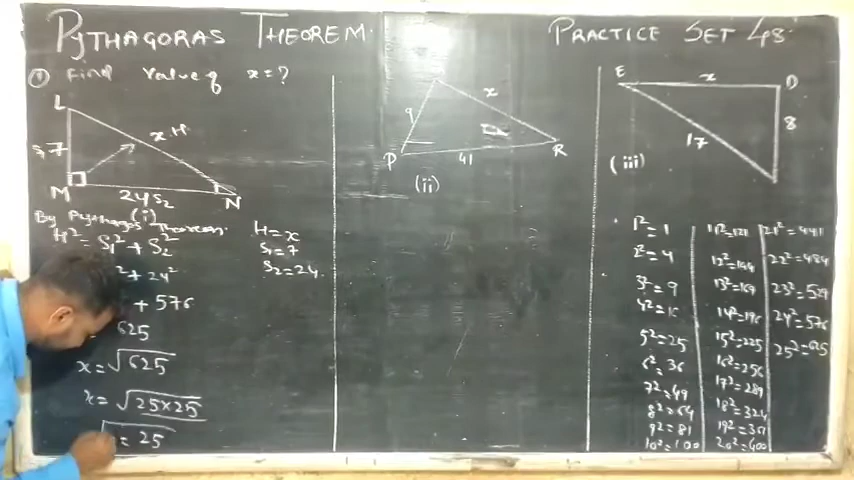 PYTHAGORAS THEOREM.
PRACTICE SET 48.
① Find Value of x = ?
L
x H
S₁ 7
M
24 S₂
N
(i)
By Pythagoras Theorem.
H² = S₁² + S₂²
² + 24²
+ 576
625
x = √625
x = √25×25
= 25
H = x
S₁ = 7
S₂ = 24.
9
x
P
41
R
(ii)
E
x
D
17
8
(iii)
1² = 1
2² = 4
3² = 9
4² = 16
5² = 25
6² = 36
7² = 49
8² = 64
9² = 81
10² = 100
11² = 121
12² = 144
13² = 169
14² = 196
15² = 225
16² = 256
17² = 289
18² = 324
19² = 361
20² = 400
21² = 441
22² = 484
23² = 529
24² = 576
25² = 625